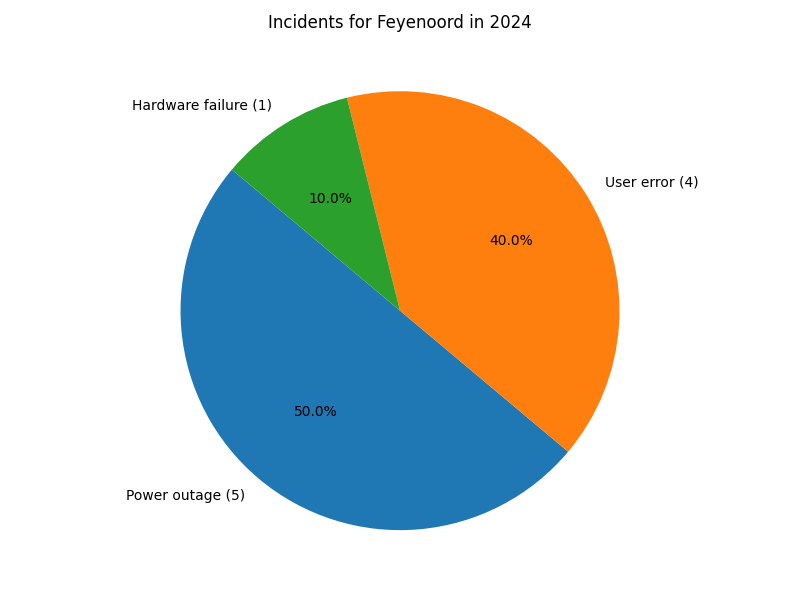 Incidents for Feyenoord in 2024
Hardware failure (1)
User error (4)
10.0%
40.0%
50.0%
Power outage (5)